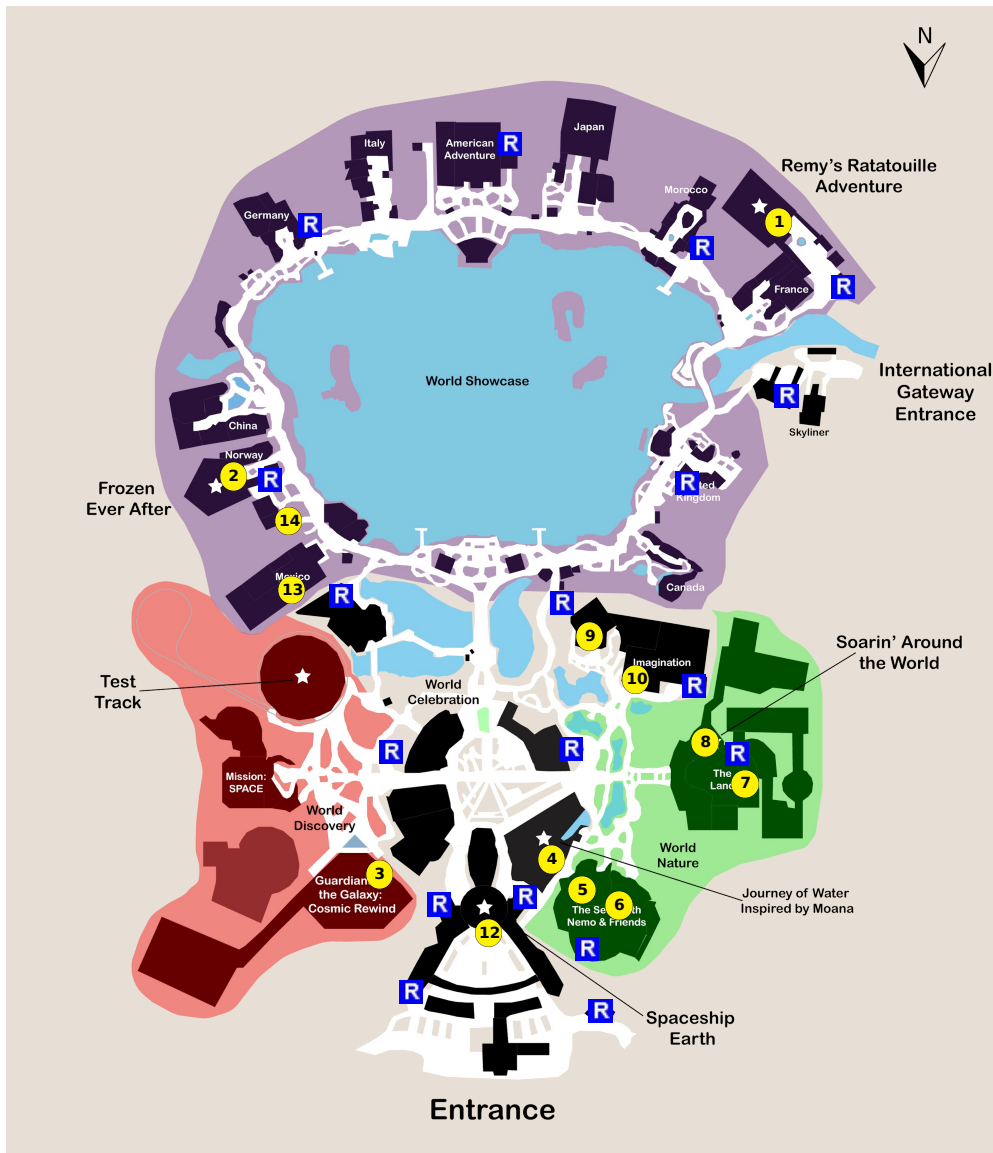 N
Japan
Italy
American
Adventure
R
Remy's Ratatouille
Adventure
Morocco
Germany
R
1
R
France
R
World Showcase
International
Gateway
Entrance
R
Skyliner
China
Norway
2
R
Frozen
Ever After
R
Kingdom
14
Mexico
13
R
R
Canada
9
Soarin' Around
the World
Imagination
10
R
Test
Track
World
Celebration
8
R
R
R
The
7
Mission:
SPACE
World
Discovery
World
Nature
4
3
Guardian
the Galaxy:
Cosmic Rewind
5
6
The Se
Nemo & Friends
Journey of Water
Inspired by Moana
R
R
12
R
R
R
Spaceship
Earth
Entrance